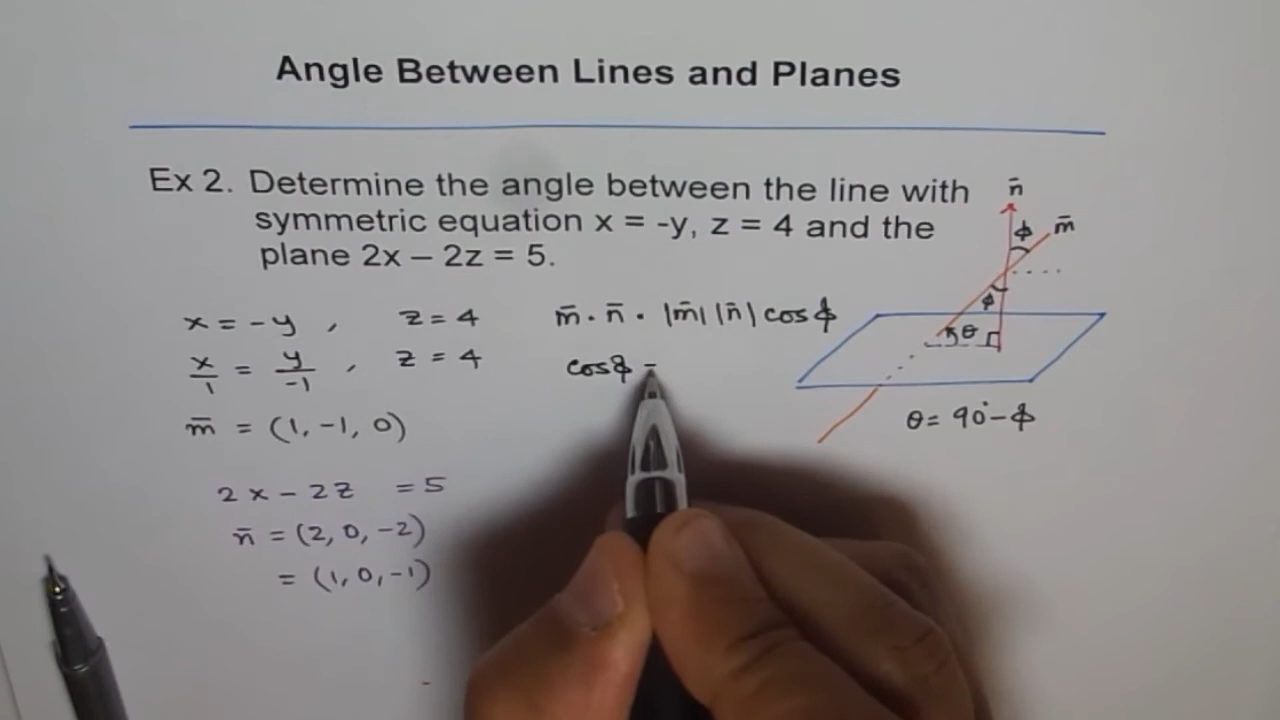 Angle Between Lines and Planes
Ex 2. Determine the angle between the line with
symmetric equation x = -y, z = 4 and the
plane 2x – 2z = 5.
x = -y , z = 4
x/1 = y/-1 , z = 4
m̄ = (1, -1, 0)
2x - 2z = 5
n̄ = (2, 0, -2)
= (1, 0, -1)
m̄ · n̄ · |m̄| |n̄| cos ϕ
cosϕ =
n̄
ϕ m̄
ϕ
θ
θ = 90° - ϕ